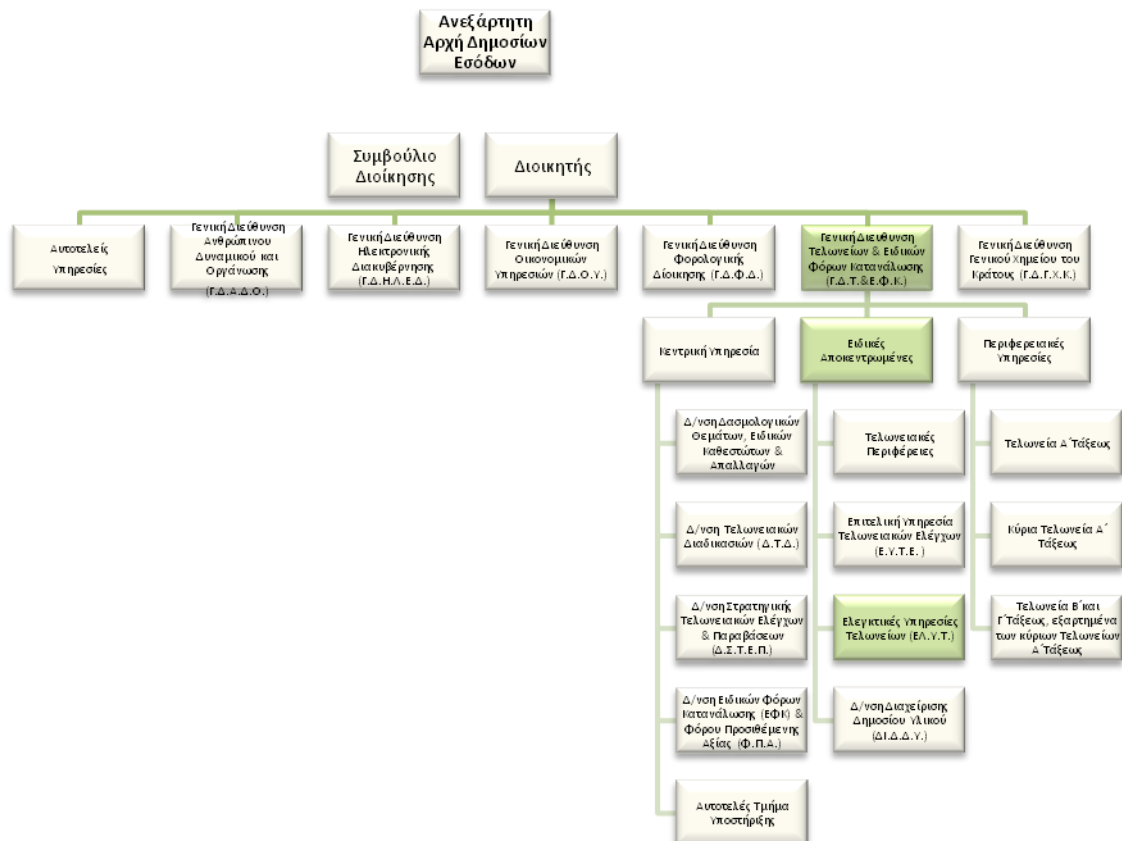 Ανεξάρτητη
Αρχή Δημοσίων
Εσόδων
Συμβούλιο
Διοίκησης
Διοικητής
Αυτοτελείς
Υπηρεσίες
Γενική Διεύθυνση
Ανθρώπινου
Δυναμικού και
Οργάνωσης
(Γ.Δ.Α.Δ.Ο.)
Γενική Διεύθυνση
Ηλεκτρονικής
Διακυβέρνησης
(Γ.Δ.Η.Λ.Ε.Δ.)
Γενική Διεύθυνση
Οικονομικών
Υπηρεσιών (Γ.Δ.Ο.Υ.)
Γενική Διεύθυνση
Φορολογικής
Δίοικησης (Γ.Δ.Φ.Δ.)
Γενική Διευθυνση
Τελωνείων & Ειδικών
Φόρων Κατανάλωσης
(Γ.Δ.Τ.&Ε.Φ.Κ.)
Γενική Διεύθυνση
Γενικού Χημείου του
Κράτους (Γ.Δ.Γ.Χ.Κ.)
Κεντρική Υπηρεσία
Ειδικές
Αποκεντρωμένες
Περιφερειακές
Υπηρεσίες
Δ/νση Δασμολογικών
Θεμάτων, Ειδικών
Καθεστώτων &
Απαλλαγών
Τελωνειακές
Περιφέρειες
Τελωνεία Α΄Τάξεως
Δ/νση Τελωνειακών
Διαδικασιών (Δ.Τ.Δ.)
Επιτελική Υπηρεσία
Τελωνειακών Ελέγχων
(Ε.Υ.Τ.Ε. )
Κύρια Τελωνεία Α΄
Τάξεως
Δ/νση Στρατηγικής
Τελωνειακών Ελέγχων
& Παραβάσεων
(Δ.Σ.Τ.Ε.Π.)
Ελεγκτικές Υπηρεσίες
Τελωνείων (ΕΛ.Υ.Τ.)
Τελωνεία Β΄και
Γ΄Τάξεως, εξαρτημένα
των κύριων Τελωνείων
Α΄Τάξεως
Δ/νση Ειδικών Φόρων
Κατανάλωσης (ΕΦΚ) &
Φόρου Προσιθέμενης
Αξίας (Φ.Π.Α.)
Δ/νση Διαχείρισης
Δημοσίου Υλικού
(ΔΙ.Δ.Δ.Υ.)
Αυτοτελές Τμήμα
Υποστήριξης